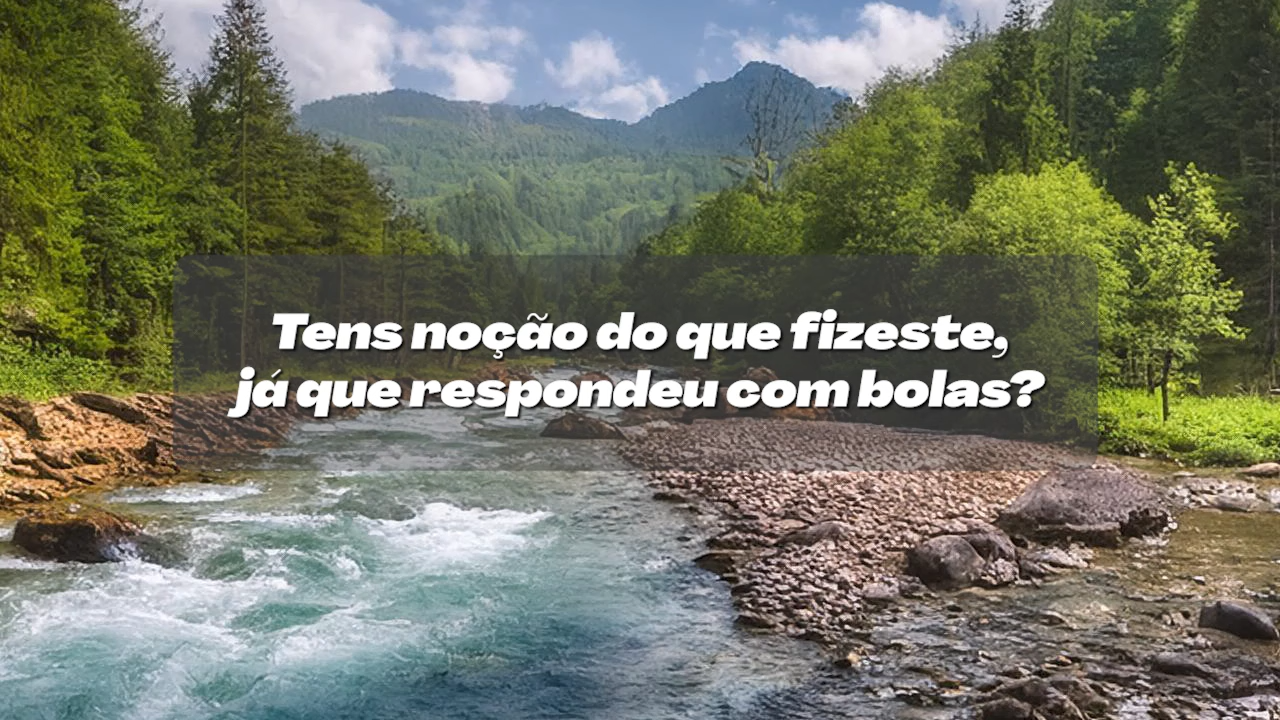 Tens noção do que fizeste,
já que respondeu com bolas?